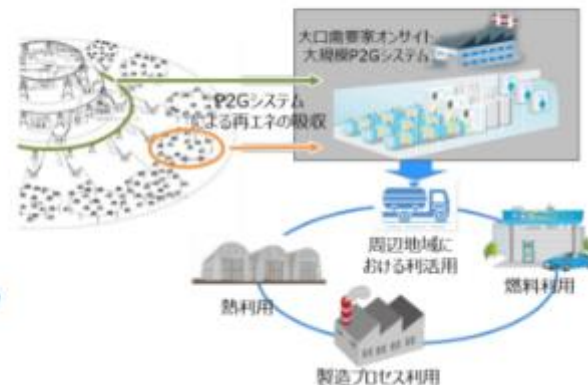 大口需要家オンサイト
大規模P2Gシステム
P2Gシステム
による再エネの吸収
周辺地域に
おける利活用
燃料利用
熱利用
製造プロセス利用